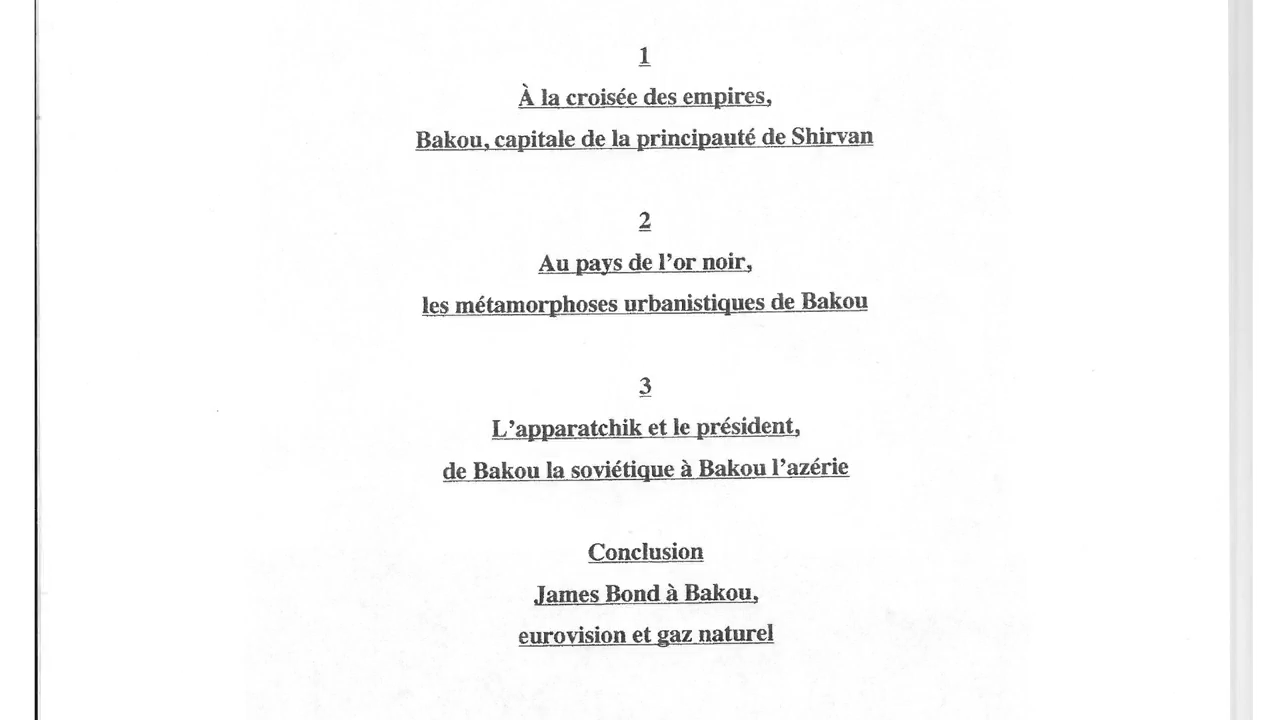 1
À la croisée des empires,
Bakou, capitale de la principauté de Shirvan
2
Au pays de l'or noir,
les métamorphoses urbanistiques de Bakou
3
L'apparatchik et le président,
de Bakou la soviétique à Bakou l'azérie
Conclusion
James Bond à Bakou,
eurovision et gaz naturel